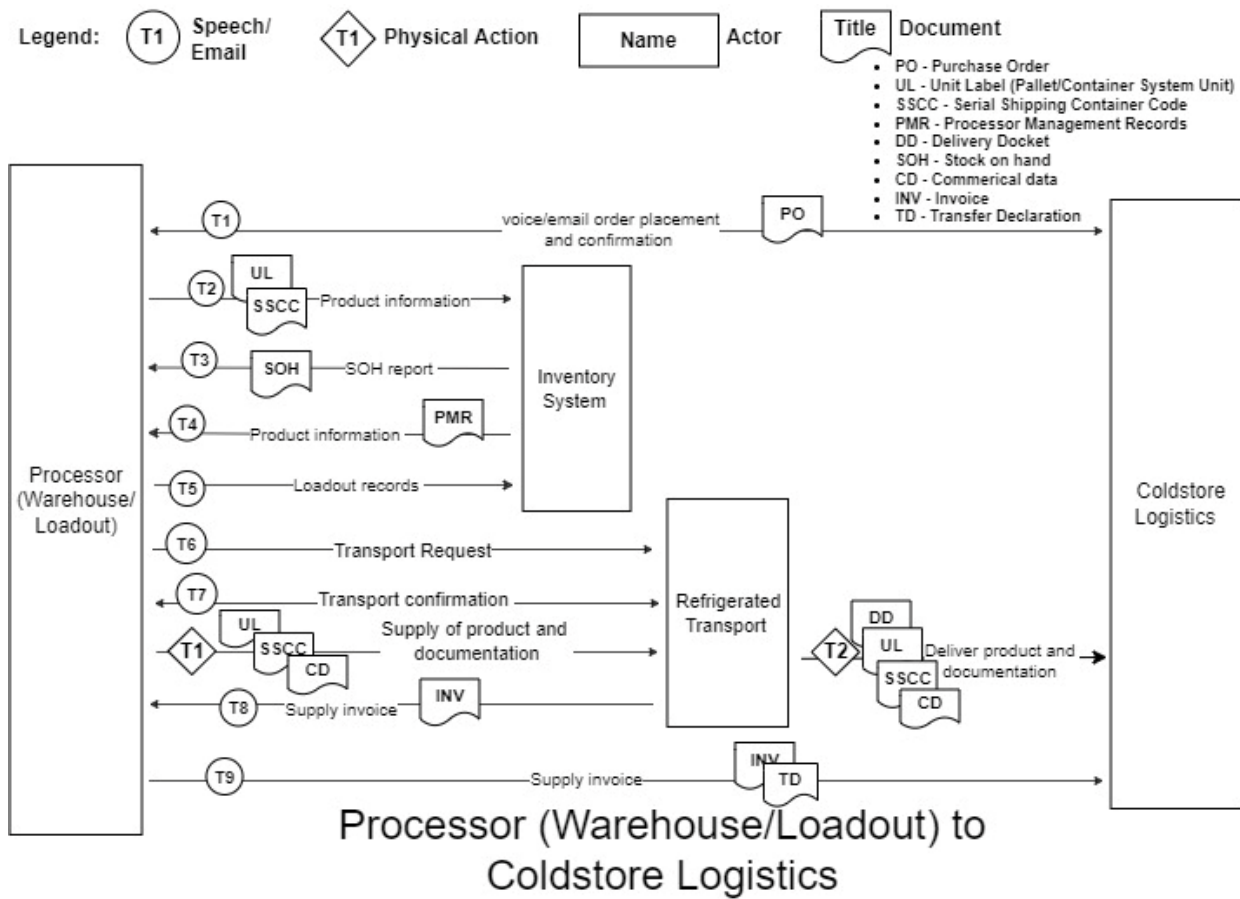 Legend:
T1
Speech/
Email
T1
Physical Action
Name
Actor
Title
Document
• PO - Purchase Order
• UL - Unit Label (Pallet/Container System Unit)
• SSCC - Serial Shipping Container Code
• PMR - Processor Management Records
• DD - Delivery Docket
• SOH - Stock on hand
• CD - Commerical data
• INV - Invoice
• TD - Transfer Declaration
T1
voice/email order placement
and confirmation
PO
T2
UL
SSCC
Product information
T3
SOH
SOH report
T4
Product information
PMR
T5
Loadout records
Inventory
System
Processor
(Warehouse/
Loadout)
Coldstore
Logistics
T6
Transport Request
T7
Transport confirmation
T1
UL
SSCC
CD
Supply of product and
documentation
Refrigerated
Transport
T2
DD
UL
SSCC
CD
Deliver product and
documentation
T8
Supply invoice
INV
T9
Supply invoice
INV
TD
Processor (Warehouse/Loadout) to
Coldstore Logistics